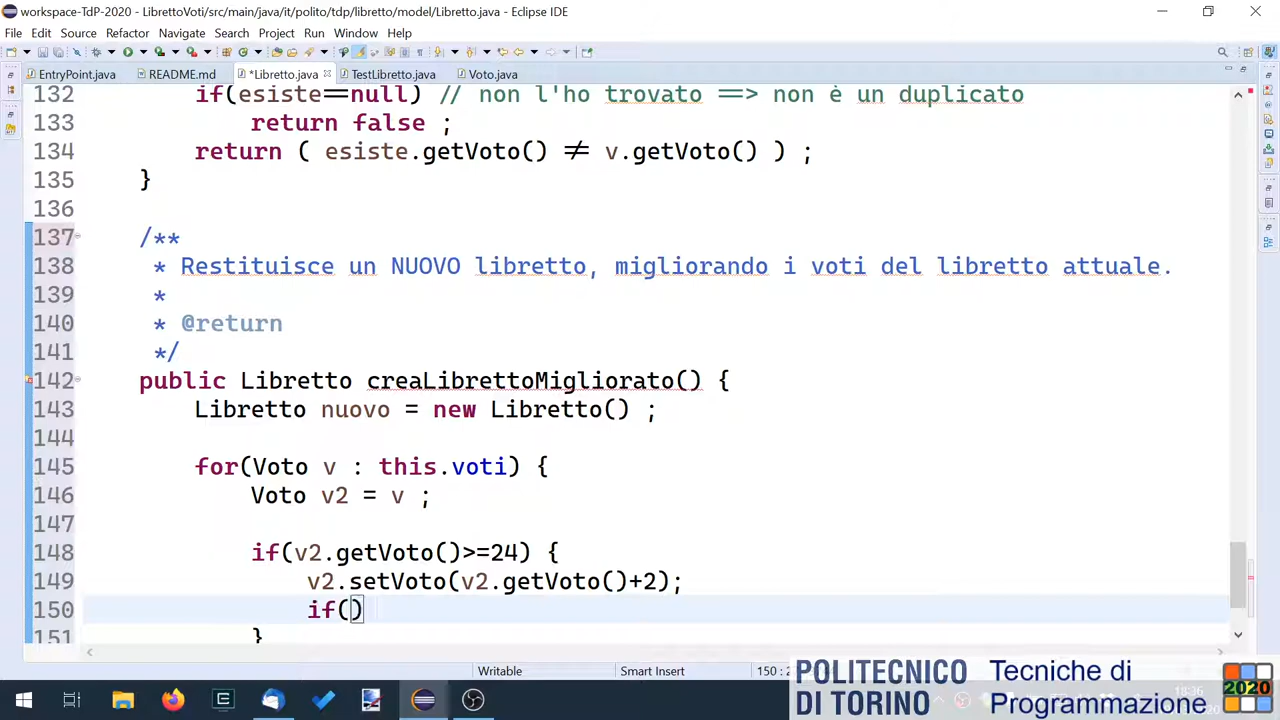 workspace-TdP-2020 - LibrettoVoti/src/main/java/it/polito/tdp/libretto/model/Libretto.java - Eclipse IDE
File Edit Source Refactor Navigate Search Project Run Window Help
EntryPoint.java README.md *Libretto.java TestLibretto.java Voto.java
132 if(esiste==null) // non l'ho trovato ==> non è un duplicato
133 return false ;
134 return ( esiste.getVoto() ≠ v.getVoto() ) ;
135 }
136
137 /**
138 * Restituisce un NUOVO libretto, migliorando i voti del libretto attuale.
139 *
140 * @return
141 */
142 public Libretto creaLibrettoMigliorato() {
143 Libretto nuovo = new Libretto() ;
144
145 for(Voto v : this.voti) {
146 Voto v2 = v ;
147
148 if(v2.getVoto()>=24) {
149 v2.setVoto(v2.getVoto()+2);
150 if()
151 }
Writable Smart Insert 150 : 2
POLITECNICO DI TORINO
Tecniche di Programmazione
2020